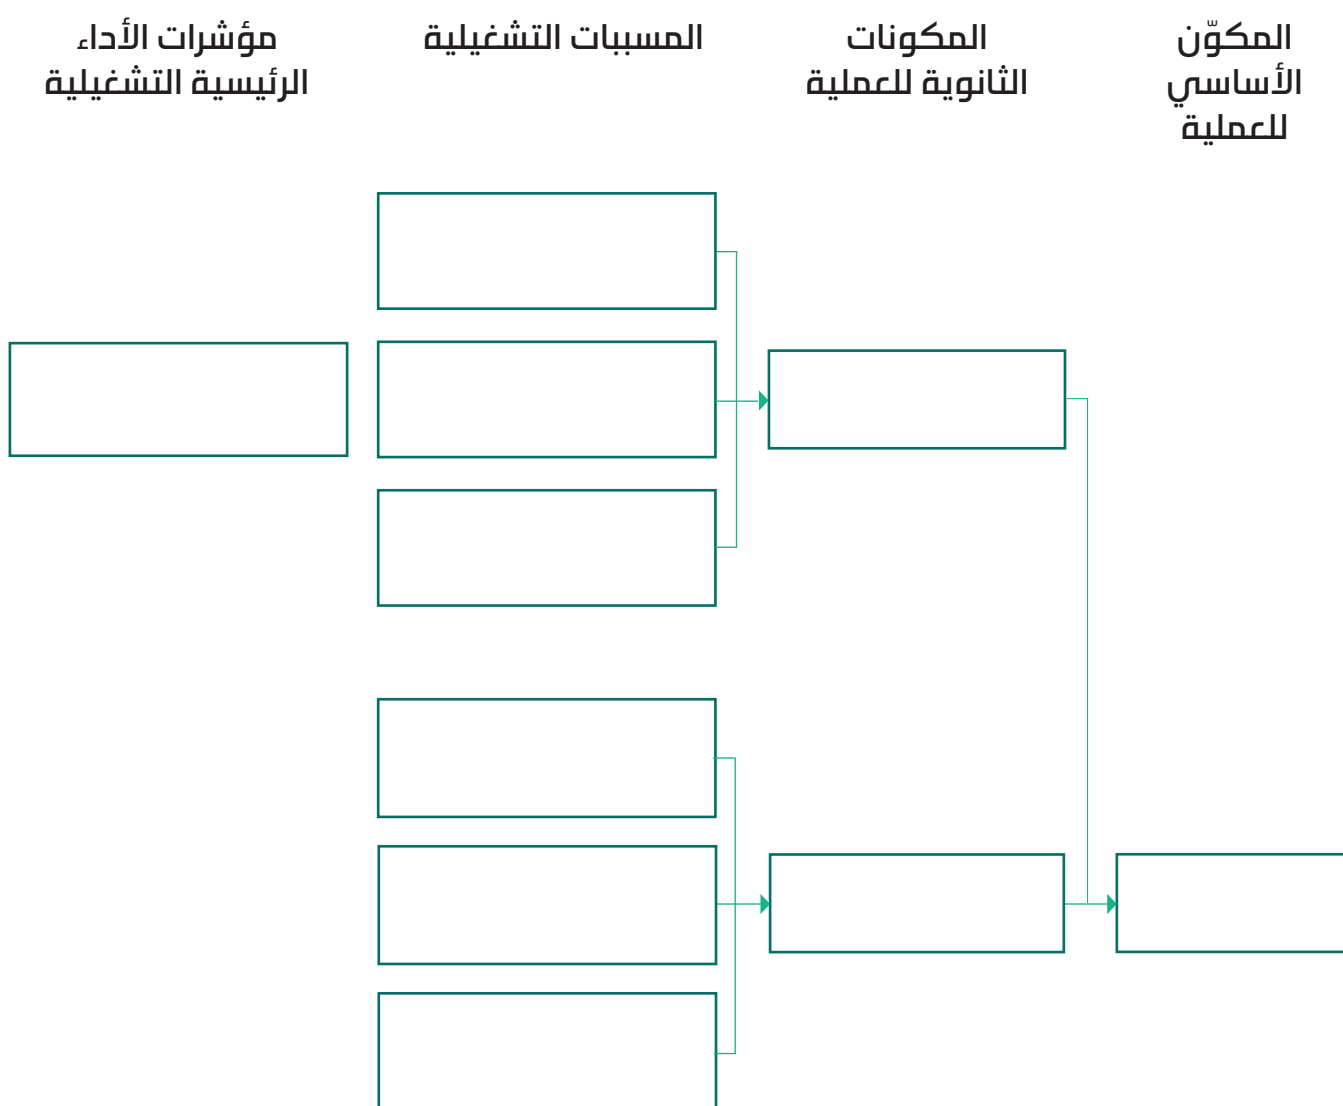 المكوّن
الأساسي
للعملية
المكونات
الثانوية للعملية
المسببات التشغيلية
مؤشرات الأداء
الرئيسية التشغيلية